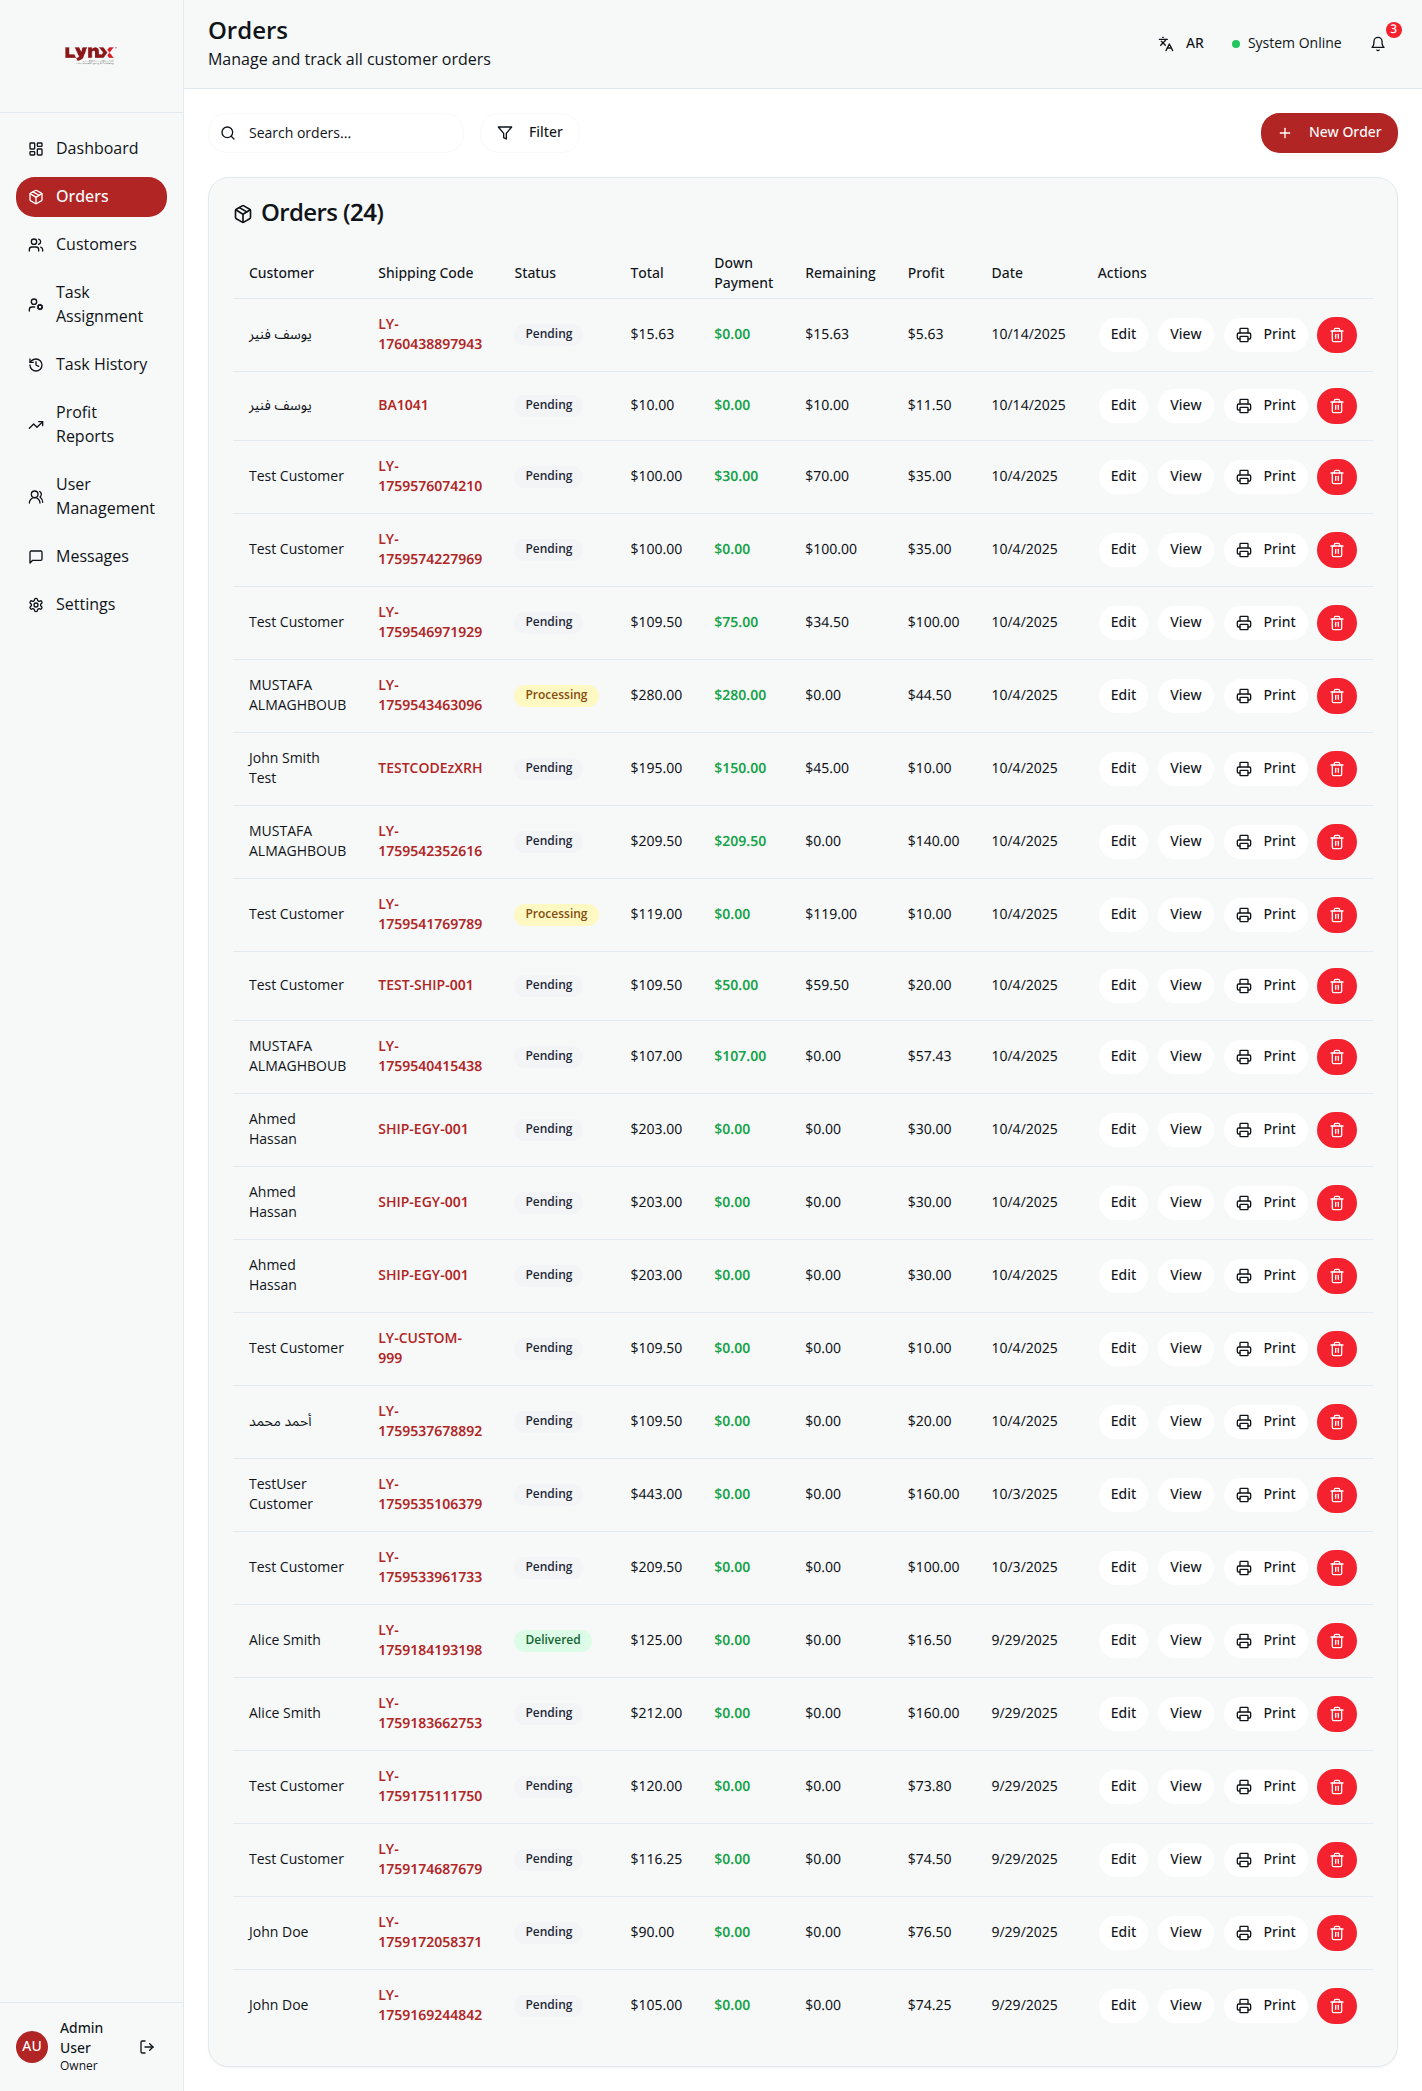 Lynx
Dashboard
Orders
Customers
Task
Assignment
Task History
Profit
Reports
User
Management
Messages
Settings
AU
Admin
User
Owner
Orders
Manage and track all customer orders
AR
System Online
3
Search orders...
Filter
New Order
Orders (24)
Customer Shipping Code Status Total Down Payment Remaining Profit Date Actions
يوسف فنير LY-1760438897943 Pending $15.63 $0.00 $15.63 $5.63 10/14/2025 Edit View Print
يوسف فنير BA1041 Pending $10.00 $0.00 $10.00 $11.50 10/14/2025 Edit View Print
Test Customer LY-1759576074210 Pending $100.00 $30.00 $70.00 $35.00 10/4/2025 Edit View Print
Test Customer LY-1759574227969 Pending $100.00 $0.00 $100.00 $35.00 10/4/2025 Edit View Print
Test Customer LY-1759546971929 Pending $109.50 $75.00 $34.50 $100.00 10/4/2025 Edit View Print
MUSTAFA ALMAGHBOUB LY-1759543463096 Processing $280.00 $280.00 $0.00 $44.50 10/4/2025 Edit View Print
John Smith Test TESTCODEzXRH Pending $195.00 $150.00 $45.00 $10.00 10/4/2025 Edit View Print
MUSTAFA ALMAGHBOUB LY-1759542352616 Pending $209.50 $209.50 $0.00 $140.00 10/4/2025 Edit View Print
Test Customer LY-1759541769789 Processing $119.00 $0.00 $119.00 $10.00 10/4/2025 Edit View Print
Test Customer TEST-SHIP-001 Pending $109.50 $50.00 $59.50 $20.00 10/4/2025 Edit View Print
MUSTAFA ALMAGHBOUB LY-1759540415438 Pending $107.00 $107.00 $0.00 $57.43 10/4/2025 Edit View Print
Ahmed Hassan SHIP-EGY-001 Pending $203.00 $0.00 $0.00 $30.00 10/4/2025 Edit View Print
Ahmed Hassan SHIP-EGY-001 Pending $203.00 $0.00 $0.00 $30.00 10/4/2025 Edit View Print
Ahmed Hassan SHIP-EGY-001 Pending $203.00 $0.00 $0.00 $30.00 10/4/2025 Edit View Print
Test Customer LY-CUSTOM-999 Pending $109.50 $0.00 $0.00 $10.00 10/4/2025 Edit View Print
أحمد محمد LY-1759537678892 Pending $109.50 $0.00 $0.00 $20.00 10/4/2025 Edit View Print
TestUser Customer LY-1759535106379 Pending $443.00 $0.00 $0.00 $160.00 10/3/2025 Edit View Print
Test Customer LY-1759533961733 Pending $209.50 $0.00 $0.00 $100.00 10/3/2025 Edit View Print
Alice Smith LY-1759184193198 Delivered $125.00 $0.00 $0.00 $16.50 9/29/2025 Edit View Print
Alice Smith LY-1759183662753 Pending $212.00 $0.00 $0.00 $160.00 9/29/2025 Edit View Print
Test Customer LY-1759175111750 Pending $120.00 $0.00 $0.00 $73.80 9/29/2025 Edit View Print
Test Customer LY-1759174687679 Pending $116.25 $0.00 $0.00 $74.50 9/29/2025 Edit View Print
John Doe LY-1759172058371 Pending $90.00 $0.00 $0.00 $76.50 9/29/2025 Edit View Print
John Doe LY-1759169244842 Pending $105.00 $0.00 $0.00 $74.25 9/29/2025 Edit View Print